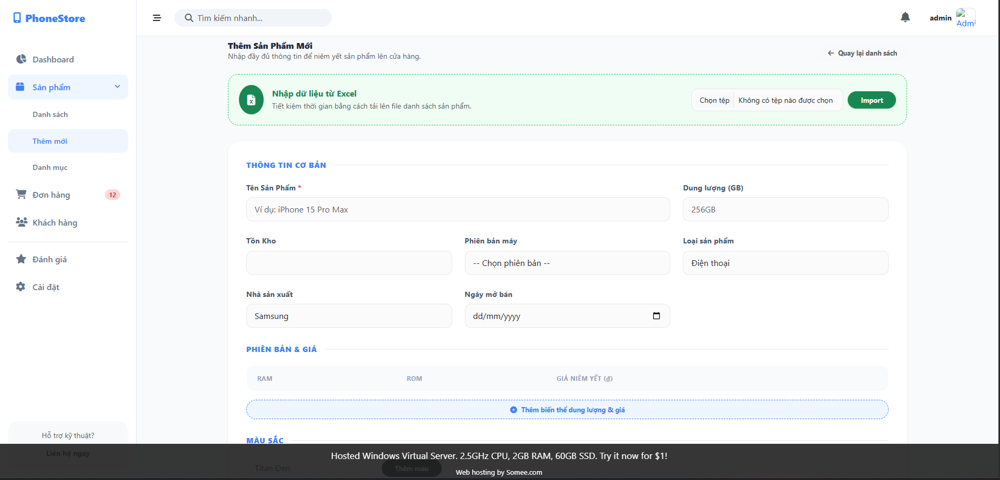 PhoneStore
Tìm kiếm nhanh...
admin
Admi
Dashboard
Sản phẩm
Danh sách
Thêm mới
Danh mục
Đơn hàng
12
Khách hàng
Đánh giá
Cài đặt
Hỗ trợ kỹ thuật?
Liên hệ ngay
Thêm Sản Phẩm Mới
Nhập đầy đủ thông tin để niêm yết sản phẩm lên cửa hàng.
Quay lại danh sách
Nhập dữ liệu từ Excel
Tiết kiệm thời gian bằng cách tải lên file danh sách sản phẩm.
Chọn tệp Không có tệp nào được chọn
Import
THÔNG TIN CƠ BẢN
Tên Sản Phẩm *
Dung lượng (GB)
Ví dụ: iPhone 15 Pro Max
256GB
Tồn Kho
Phiên bản máy
Loại sản phẩm
-- Chọn phiên bản --
Điện thoại
Nhà sản xuất
Ngày mở bán
Samsung
dd/mm/yyyy
PHIÊN BẢN & GIÁ
RAM
ROM
GIÁ NIÊM YẾT (₫)
Thêm biến thể dung lượng & giá
MÀU SẮC
Titan Đen
Thêm màu
Hosted Windows Virtual Server. 2.5GHz CPU, 2GB RAM, 60GB SSD. Try it now for $1!
Web hosting by Somee.com